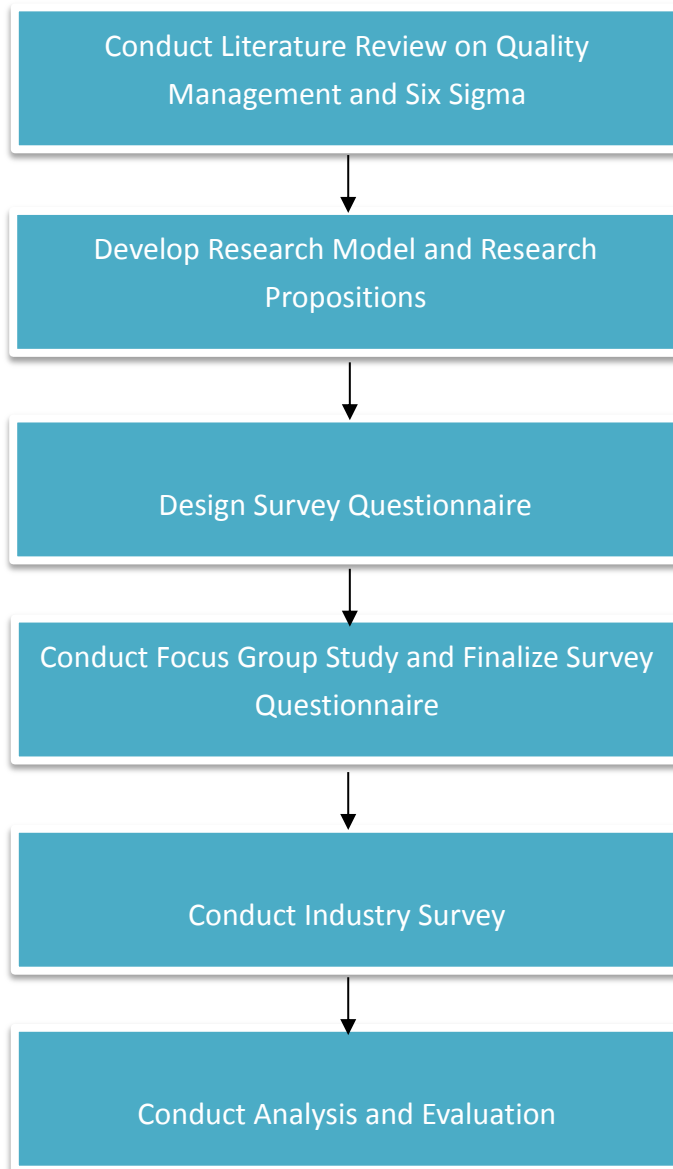 Conduct Literature Review on Quality
Management and Six Sigma
Develop Research Model and Research
Propositions
Design Survey Questionnaire
Conduct Focus Group Study and Finalize Survey
Questionnaire
Conduct Industry Survey
Conduct Analysis and Evaluation